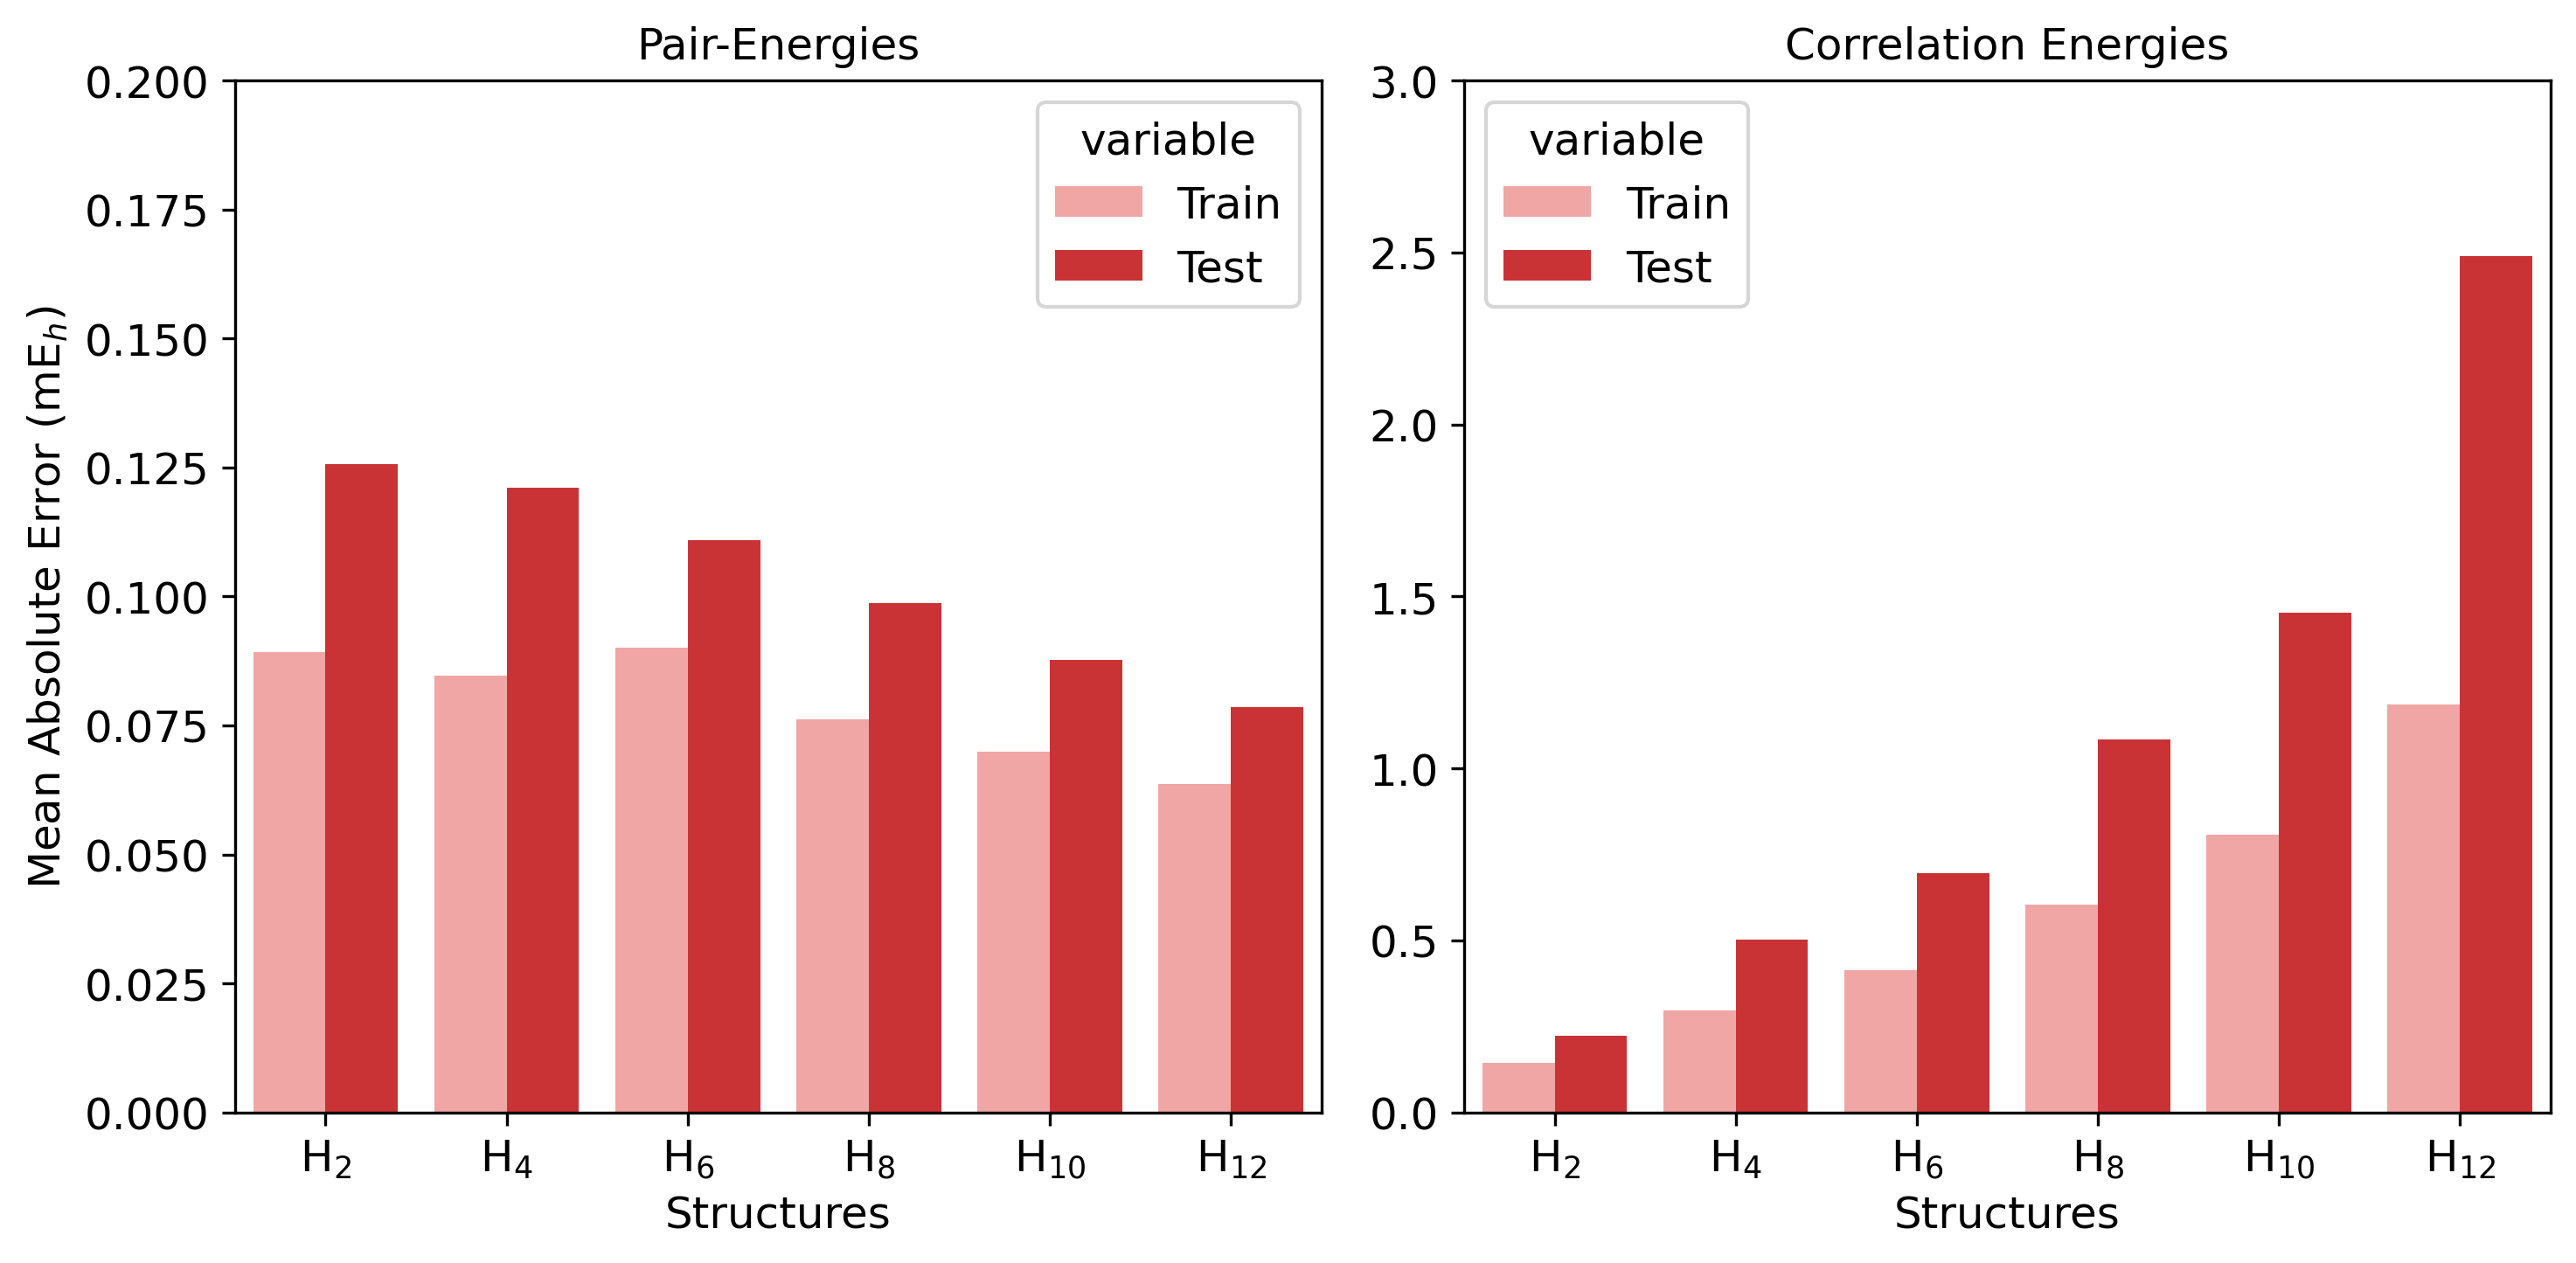 Pair-Energies
Mean Absolute Error (mE$_h$)
0.200
0.175
0.150
0.125
0.100
0.075
0.050
0.025
0.000
variable
Train
Test
H₂ H₄ H₆ H₈ H₁₀ H₁₂
Structures
Correlation Energies
3.0
2.5
2.0
1.5
1.0
0.5
0.0
variable
Train
Test
H₂ H₄ H₆ H₈ H₁₀ H₁₂
Structures